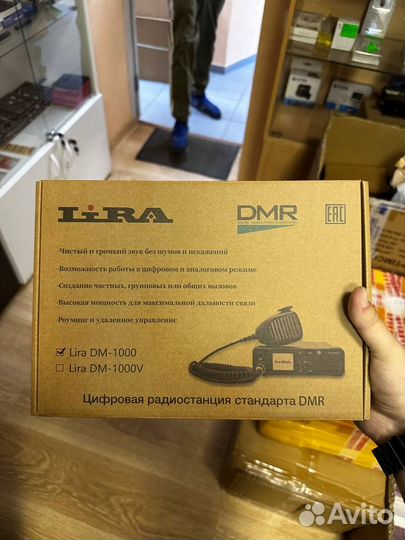 LiRA
DMR
EAC
-Чистый и громкий звук без шумов и искажений
-Возможность работы в цифровом и аналоговом режиме
-Создание частных, групповых или общих вызовов
-Высокая мощность для максимальной дальности связи
-Роуминг и удаленное управление
Lira DM-1000
Lira DM-1000V
LiRA
Цифровая радиостанция стандарта DMR
Avito